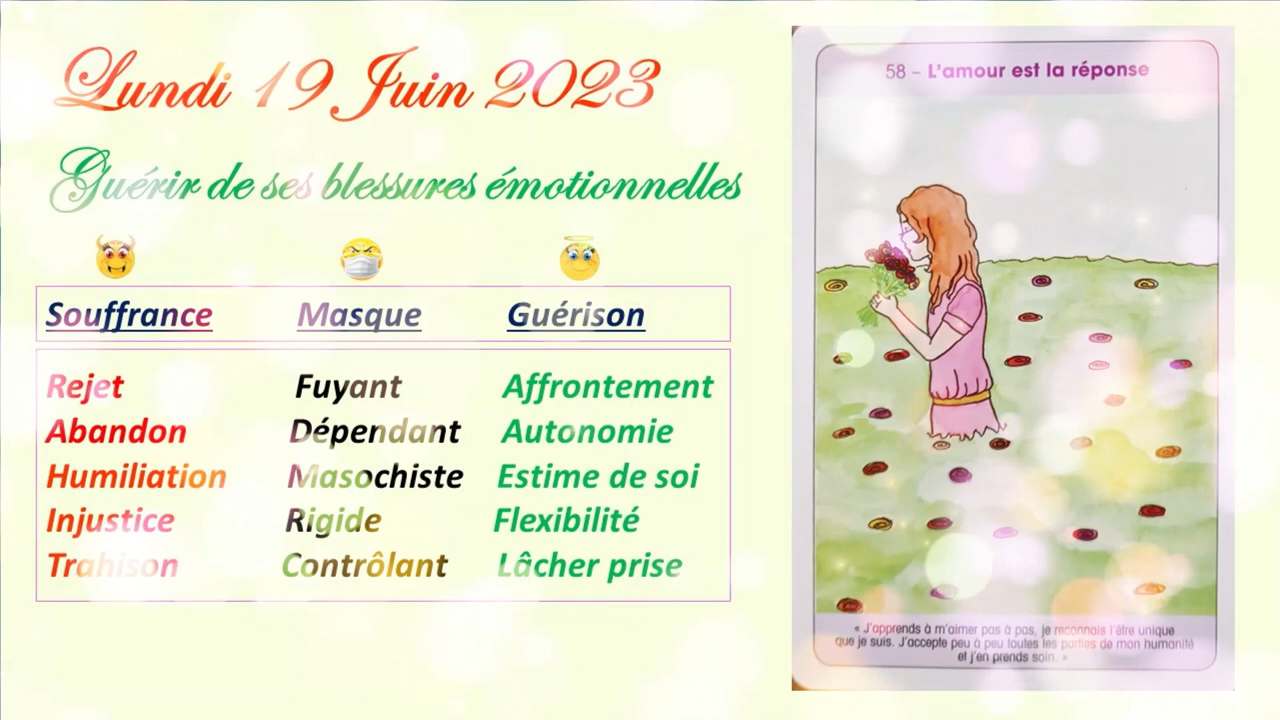 Lundi 19 Juin 2023
Guérir de ses blessures émotionnelles
Souffrance Masque Guérison
Rejet Fuyant Affrontement
Abandon Dépendant Autonomie
Humiliation Masochiste Estime de soi
Injustice Rigide Flexibilité
Trahison Contrôlant Lâcher prise
58 – L'amour est la réponse
« J'apprends à m'aimer pas à pas, je reconnais l'être unique
que je suis. J'accepte peu à peu toutes les parties de mon humanité
et j'en prends soin. »